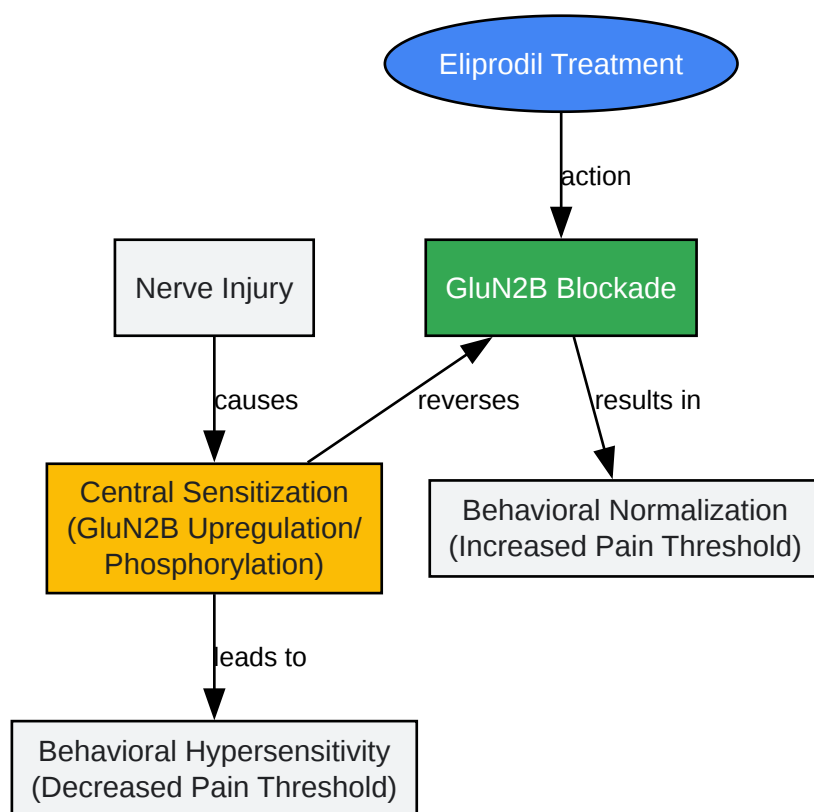 Eliprodil Treatment
action
Nerve Injury
GluN2B Blockade
causes
reverses
results in
Central Sensitization
(GluN2B Upregulation/
Phosphorylation)
Behavioral Normalization
(Increased Pain Threshold)
leads to
Behavioral Hypersensitivity
(Decreased Pain Threshold)